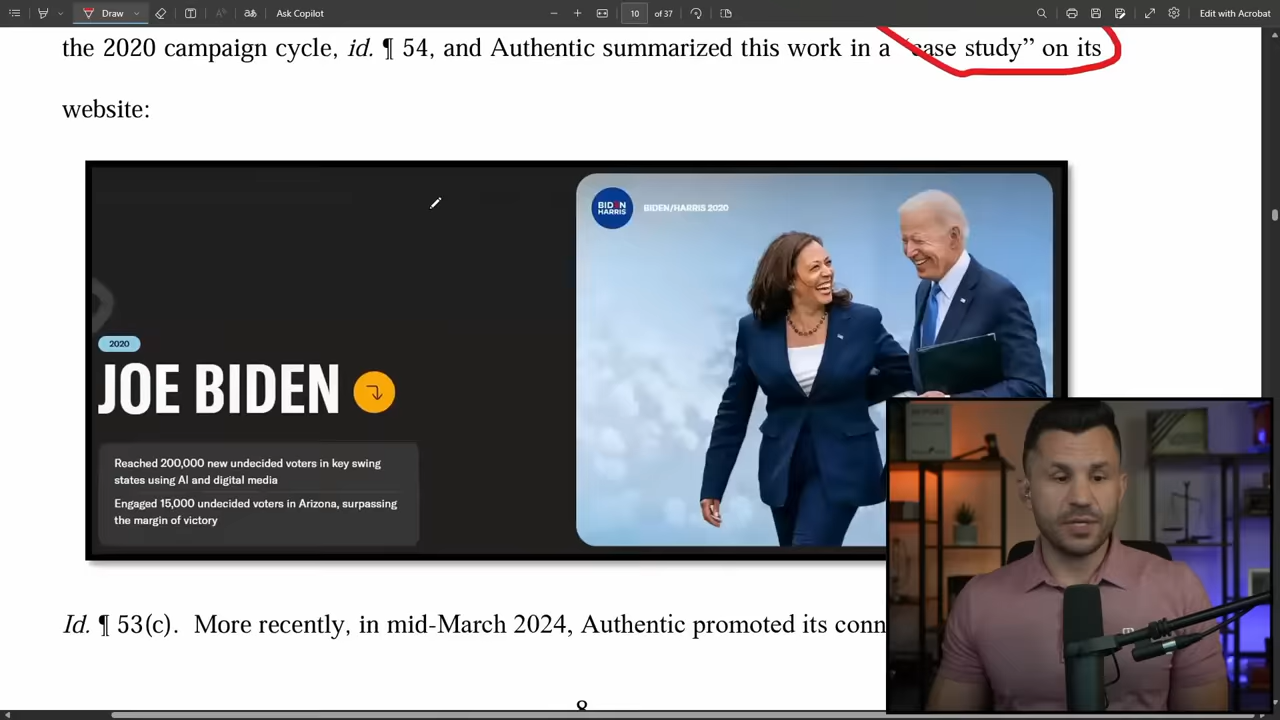 Draw
Ask Copilot
10 of 37
Edit with Acrobat
the 2020 campaign cycle, id. ¶ 54, and Authentic summarized this work in a “case study” on its
website:
BIDEN
HARRIS
BIDEN/HARRIS 2020
2020
JOE BIDEN
Reached 200,000 new undecided voters in key swing
states using AI and digital media
Engaged 15,000 undecided voters in Arizona, surpassing
the margin of victory
Id. ¶ 53(c). More recently, in mid-March 2024, Authentic promoted its conn
8